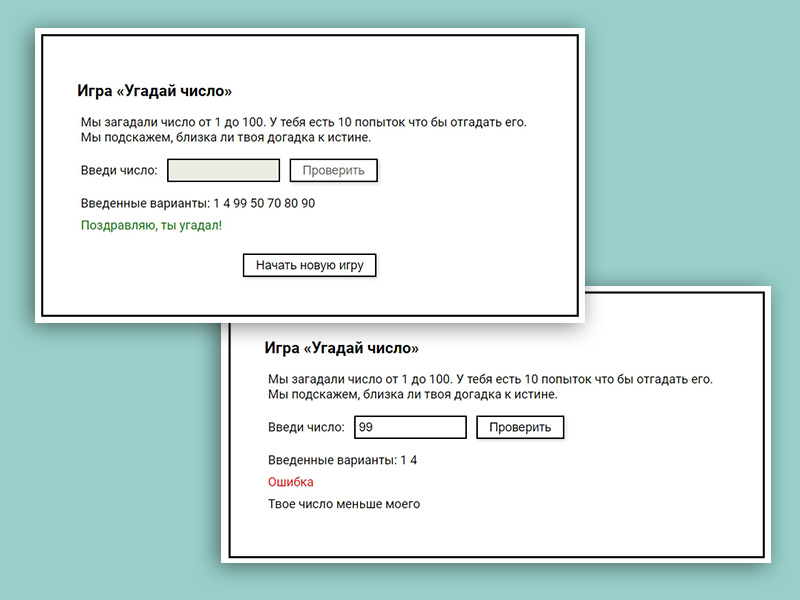 Игра «Угадай число»
Мы загадали число от 1 до 100. У тебя есть 10 попыток что бы отгадать его.
Мы подскажем, близка ли твоя догадка к истине.
Введи число:
Проверить
Введенные варианты: 1 4 99 50 70 80 90
Поздравляю, ты угадал!
Начать новую игру
Игра «Угадай число»
Мы загадали число от 1 до 100. У тебя есть 10 попыток что бы отгадать его.
Мы подскажем, близка ли твоя догадка к истине.
Введи число: 99 Проверить
Введенные варианты: 1 4
Ошибка
Твое число меньше моего